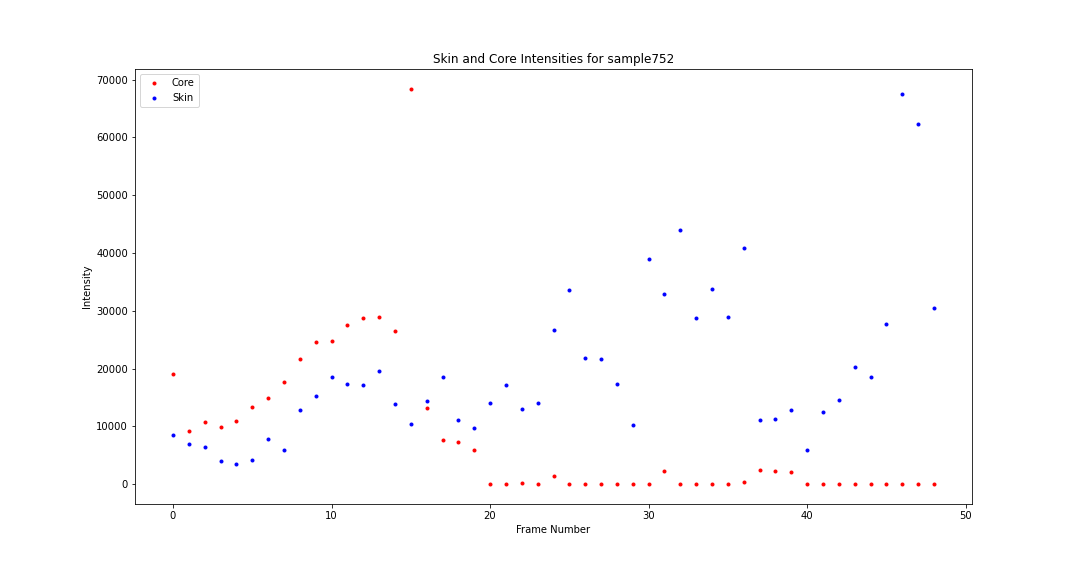 Skin and Core Intensities for sample752
Core
Skin
70000
60000
50000
40000
30000
20000
10000
0
Intensity
0 10 20 30 40 50
Frame Number